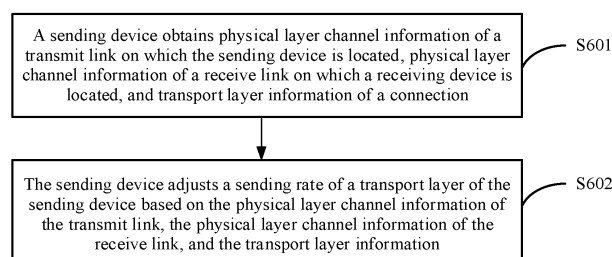 A sending device obtains physical layer channel information of a
transmit link on which the sending device is located, physical layer
channel information of a receive link on which a receiving device is
located, and transport layer information of a connection
S601
The sending device adjusts a sending rate of a transport layer of the
sending device based on the physical layer channel information of
the transmit link, the physical layer channel information of the
receive link, and the transport layer information
S602